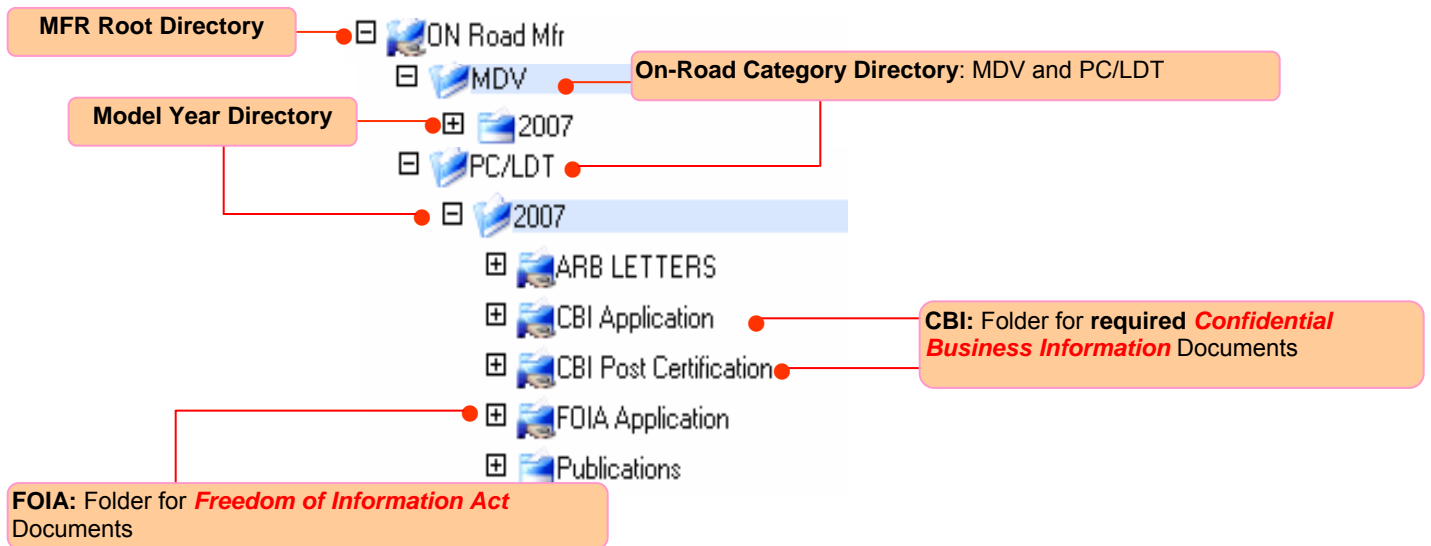 MFR Root Directory
ON Road Mfr
MDV
On-Road Category Directory: MDV and PC/LDT
Model Year Directory
2007
PC/LDT
2007
ARB LETTERS
CBI Application
CBI: Folder for required Confidential
Business Information Documents
CBI Post Certification
FOIA Application
Publications
FOIA: Folder for Freedom of Information Act
Documents